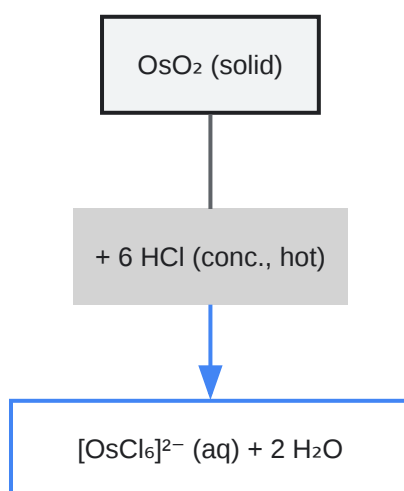 OsO₂ (solid)
+ 6 HCl (conc., hot)
[OsCl₆]²⁻ (aq) + 2 H₂O